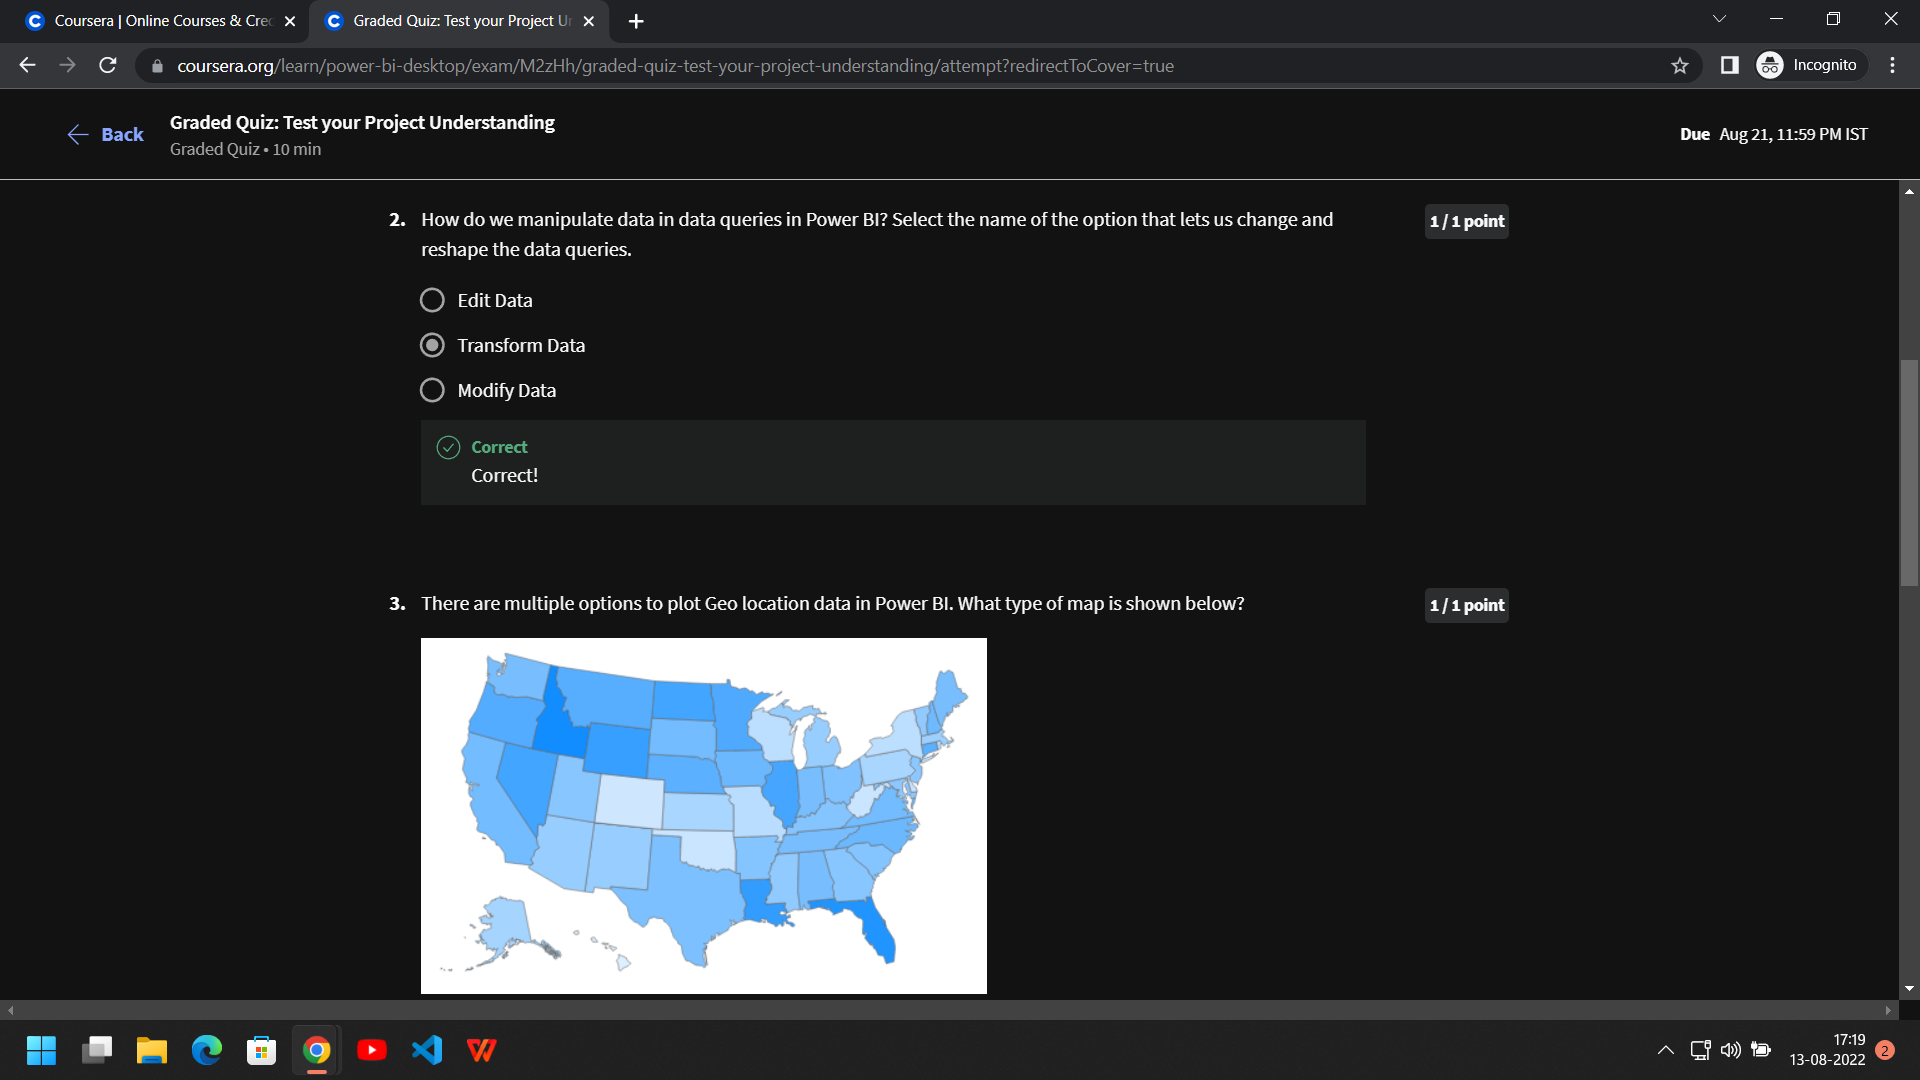 Coursera | Online Courses & Cre
Graded Quiz: Test your Project U
coursera.org/learn/power-bi-desktop/exam/M2zHh/graded-quiz-test-your-project-understanding/attempt?redirectToCover=true
Incognito
Back
Graded Quiz: Test your Project Understanding
Graded Quiz • 10 min
Due Aug 21, 11:59 PM IST
2. How do we manipulate data in data queries in Power BI? Select the name of the option that lets us change and
reshape the data queries.
1 / 1 point
Edit Data
Transform Data
Modify Data
Correct
Correct!
3. There are multiple options to plot Geo location data in Power BI. What type of map is shown below?
1 / 1 point
17:19
13-08-2022
2